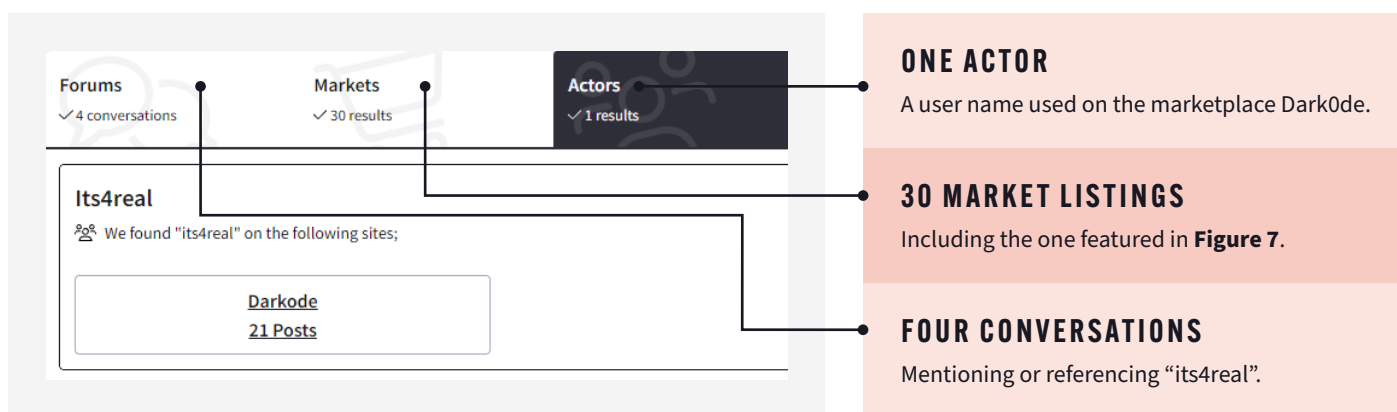 Forums
✓ 4 conversations
Markets
✓ 30 results
Actors
✓ 1 results
Its4real
We found "its4real" on the following sites;
Darkode
21 Posts
ONE ACTOR
A user name used on the marketplace Dark0de.
30 MARKET LISTINGS
Including the one featured in Figure 7.
FOUR CONVERSATIONS
Mentioning or referencing “its4real”.